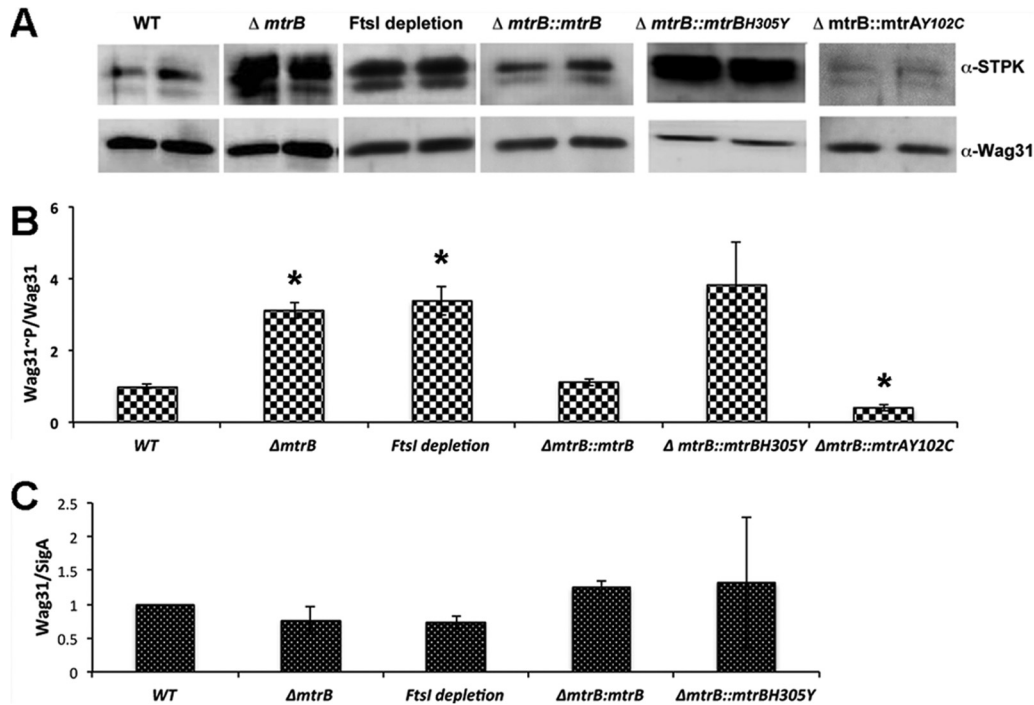 A
WT Δ mtrB FtsI depletion Δ mtrB::mtrB Δ mtrB::mtrBH305Y Δ mtrB::mtrAY102C
α-STPK
α-Wag31
B
Wag31~P/Wag31
6
4
2
0
* * *
WT ΔmtrB FtsI depletion ΔmtrB::mtrB Δ mtrB::mtrBH305Y ΔmtrB::mtrAY102C
C
Wag31/SigA
2.5
2
1.5
1
0.5
0
WT ΔmtrB FtsI depletion ΔmtrB:mtrB ΔmtrB::mtrBH305Y